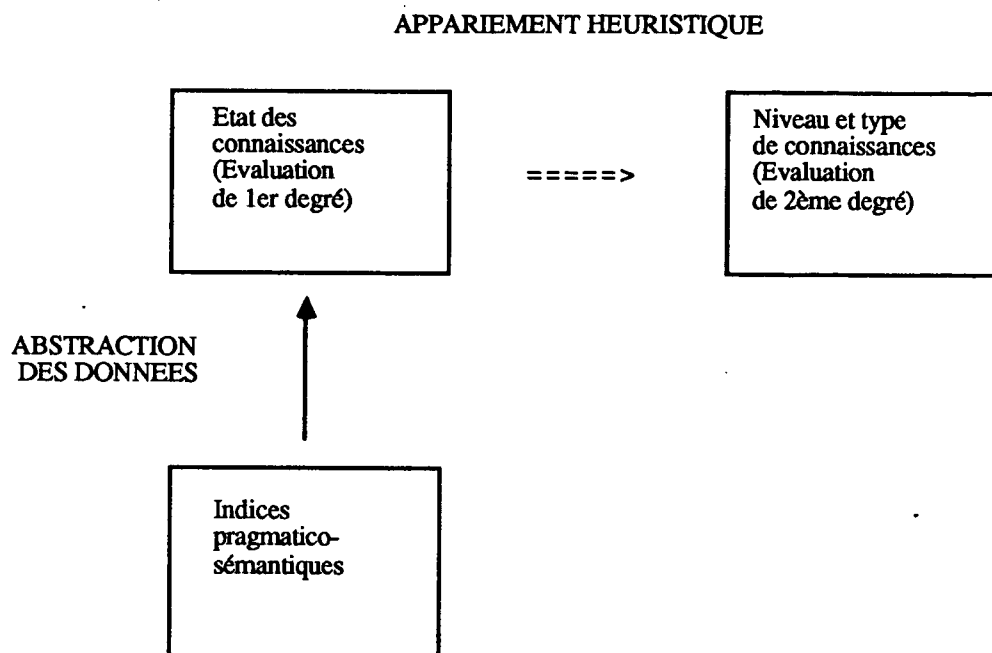 APPARIEMENT HEURISTIQUE
Etat des
connaissances
(Evaluation
de 1er degré)
=====>
Niveau et type
de connaissances
(Evaluation
de 2ème degré)
ABSTRACTION
DES DONNEES
Indices
pragmatico-
sémantiques